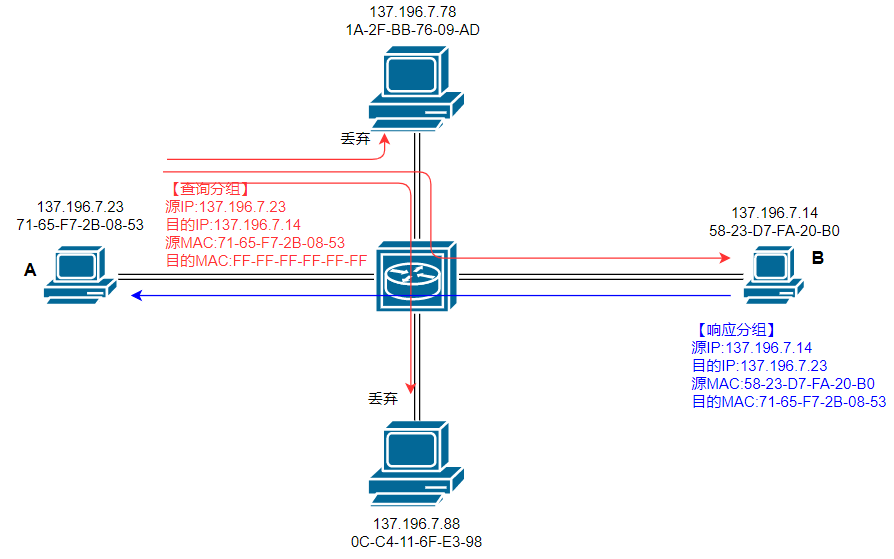 137.196.7.78
1A-2F-BB-76-09-AD
丢弃
【查询分组】
源IP:137.196.7.23
目的IP:137.196.7.14
源MAC:71-65-F7-2B-08-53
目的MAC:FF-FF-FF-FF-FF-FF
137.196.7.23
71-65-F7-2B-08-53
A
137.196.7.14
58-23-D7-FA-20-B0
B
【响应分组】
源IP:137.196.7.14
目的IP:137.196.7.23
源MAC:58-23-D7-FA-20-B0
目的MAC:71-65-F7-2B-08-53
丢弃
137.196.7.88
0C-C4-11-6F-E3-98